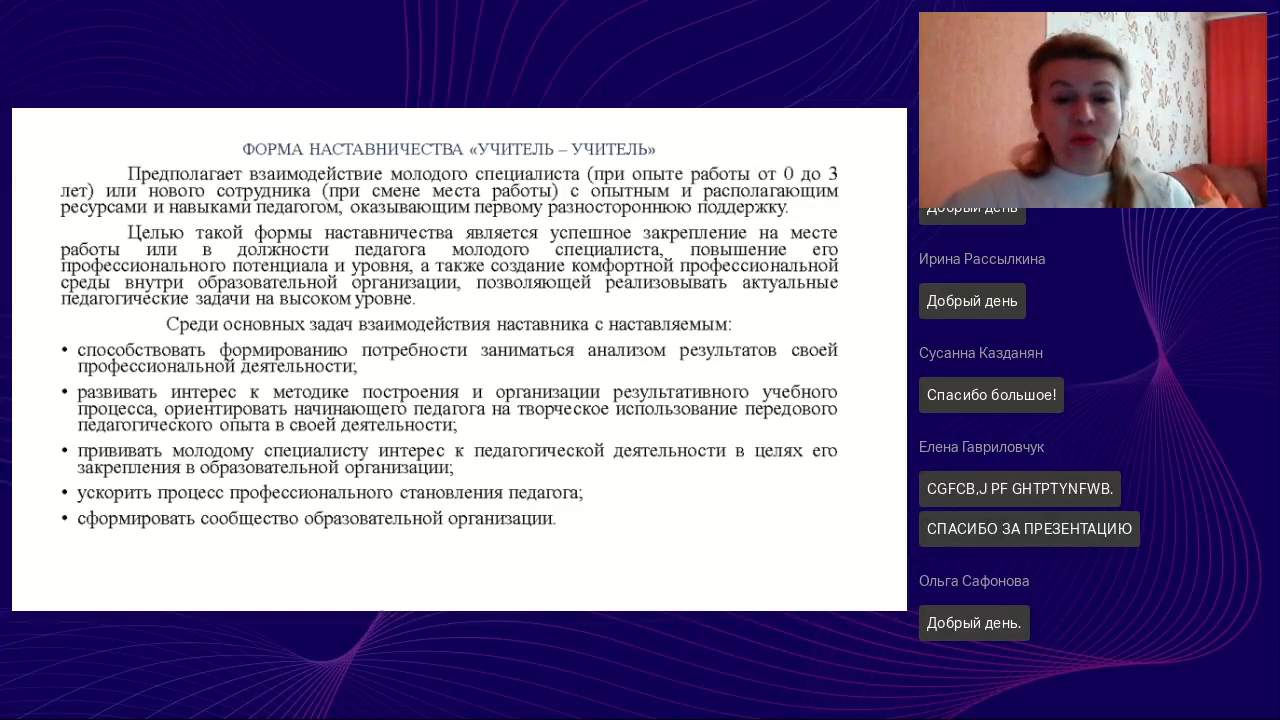 ФОРМА НАСТАВНИЧЕСТВА «УЧИТЕЛЬ – УЧИТЕЛЬ»
Предполагает взаимодействие молодого специалиста (при опыте работы от 0 до 3
лет) или нового сотрудника (при смене места работы) с опытным и располагающим
ресурсами и навыками педагогом, оказывающим первому разностороннюю поддержку.
Целью такой формы наставничества является успешное закрепление на месте
работы или в должности педагога молодого специалиста, повышение его
профессионального потенциала и уровня, а также создание комфортной профессиональной
среды внутри образовательной организации, позволяющей реализовывать актуальные
педагогические задачи на высоком уровне.
Среди основных задач взаимодействия наставника с наставляемым:
• способствовать формированию потребности заниматься анализом результатов своей
профессиональной деятельности;
• развивать интерес к методике построения и организации результативного учебного
процесса, ориентировать начинающего педагога на творческое использование передового
педагогического опыта в своей деятельности;
• прививать молодому специалисту интерес к педагогической деятельности в целях его
закрепления в образовательной организации;
• ускорить процесс профессионального становления педагога;
• сформировать сообщество образовательной организации.
Добрый день
Ирина Рассылкина
Добрый день
Сусанна Казданян
Спасибо большое!
Елена Гавриловчук
CGFCB,J PF GHTPTYNFWB.
СПАСИБО ЗА ПРЕЗЕНТАЦИЮ
Ольга Сафонова
Добрый день.